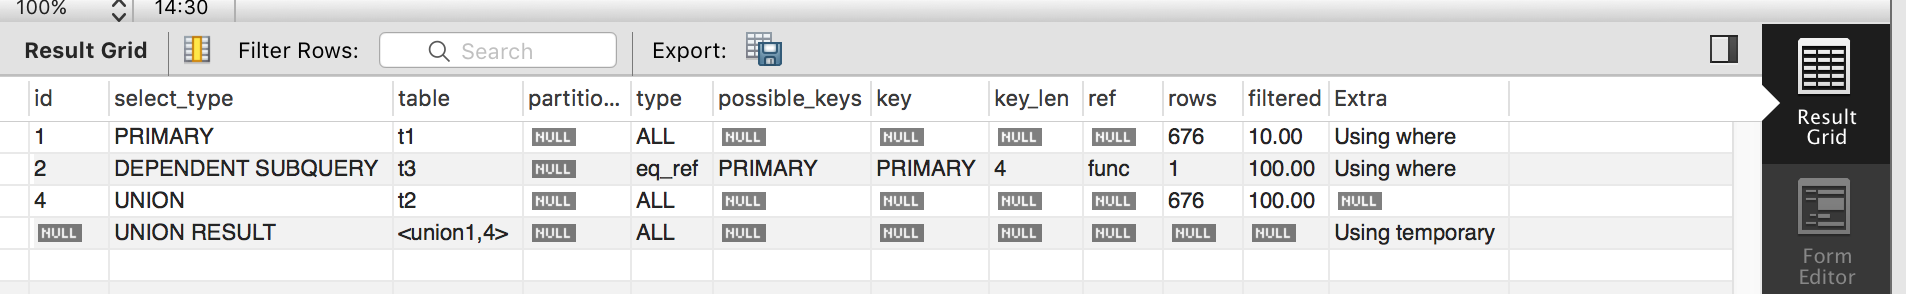 100% 14:30
Result Grid Filter Rows: Search Export:
id select_type table partitio... type possible_keys key key_len ref rows filtered Extra
1 PRIMARY t1 NULL ALL NULL NULL NULL NULL 676 10.00 Using where
2 DEPENDENT SUBQUERY t3 NULL eq_ref PRIMARY PRIMARY 4 func 1 100.00 Using where
4 UNION t2 NULL ALL NULL NULL NULL NULL 676 100.00 NULL
NULL UNION RESULT <union1,4> NULL ALL NULL NULL NULL NULL NULL NULL Using temporary
Result
Grid
Form
Editor